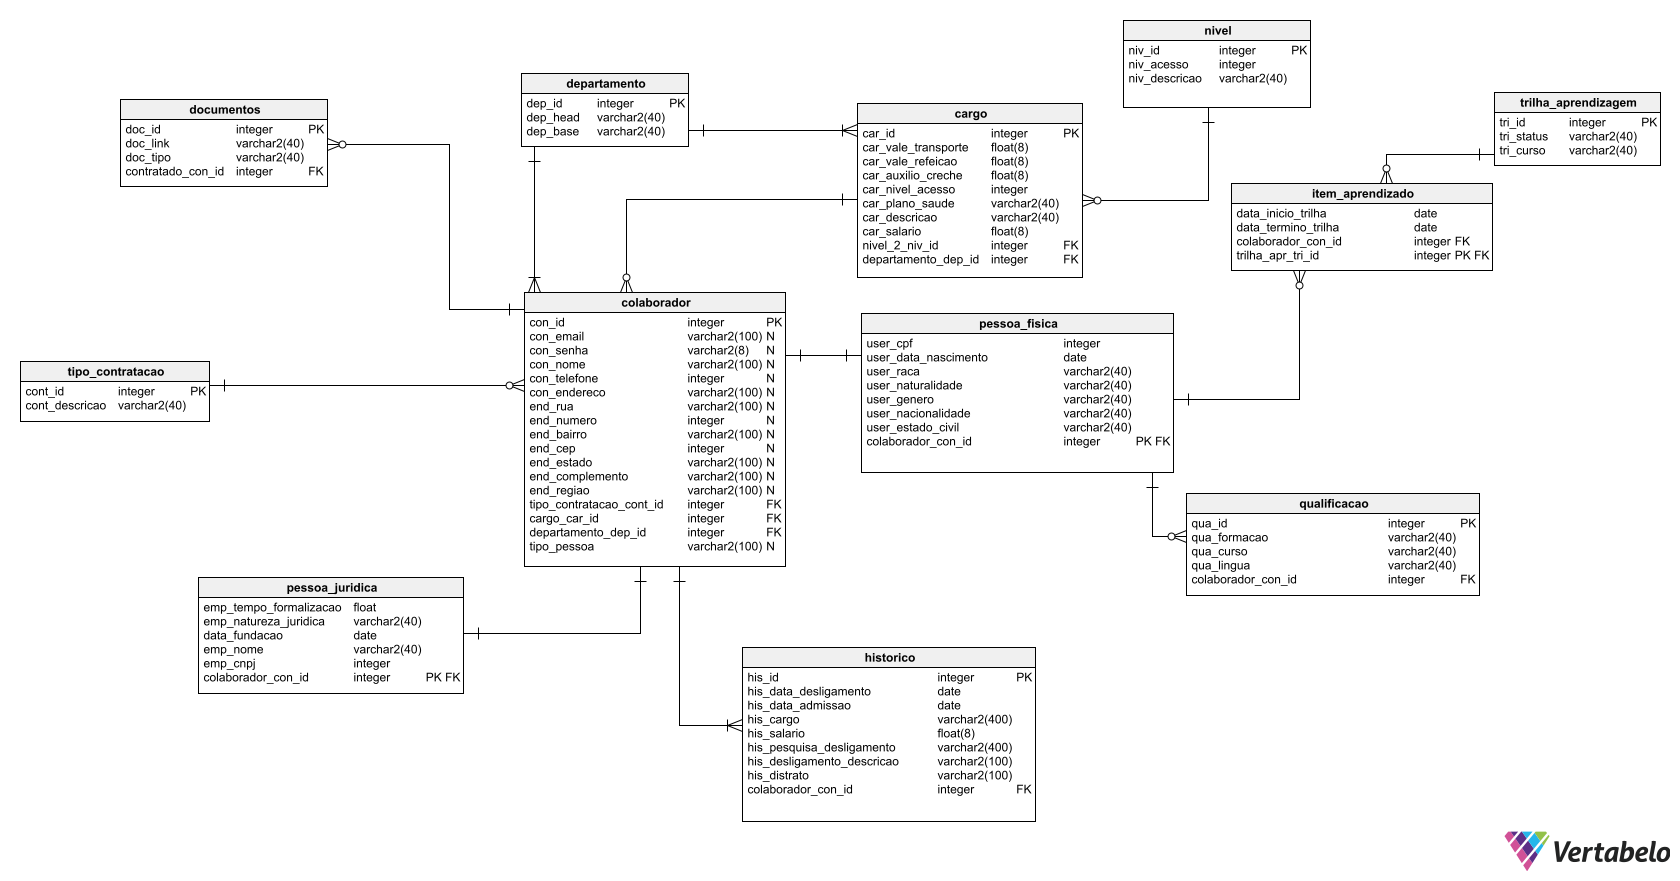 nivel
niv_id integer PK
niv_acesso integer
niv_descricao varchar2(40)
departamento
dep_id integer PK
dep_head varchar2(40)
dep_base varchar2(40)
documentos
doc_id integer PK
doc_link varchar2(40)
doc_tipo varchar2(40)
contratado_con_id integer FK
cargo
car_id integer PK
car_vale_transporte float(8)
car_vale_refeicao float(8)
car_auxilio_creche float(8)
car_nivel_acesso integer
car_plano_saude varchar2(40)
car_descricao varchar2(40)
car_salario float(8)
nivel_2_niv_id integer FK
departamento_dep_id integer FK
trilha_aprendizagem
tri_id integer PK
tri_status varchar2(40)
tri_curso varchar2(40)
item_aprendizado
data_inicio_trilha date
data_termino_trilha date
colaborador_con_id integer FK
trilha_apr_tri_id integer PK FK
colaborador
con_id integer PK
con_email varchar2(100) N
con_senha varchar2(8) N
con_nome varchar2(100) N
con_telefone integer N
con_endereco varchar2(100) N
end_rua varchar2(100) N
end_numero integer N
end_bairro varchar2(100) N
end_cep integer N
end_estado varchar2(100) N
end_complemento varchar2(100) N
end_regiao varchar2(100) N
tipo_contratacao_cont_id integer FK
cargo_car_id integer FK
departamento_dep_id integer FK
tipo_pessoa varchar2(100) N
pessoa_fisica
user_cpf integer
user_data_nascimento date
user_raca varchar2(40)
user_naturalidade varchar2(40)
user_genero varchar2(40)
user_nacionalidade varchar2(40)
user_estado_civil varchar2(40)
colaborador_con_id integer PK FK
tipo_contratacao
cont_id integer PK
cont_descricao varchar2(40)
qualificacao
qua_id integer PK
qua_formacao varchar2(40)
qua_curso varchar2(40)
qua_lingua varchar2(40)
colaborador_con_id integer FK
pessoa_juridica
emp_tempo_formalizacao float
emp_natureza_juridica varchar2(40)
data_fundacao date
emp_nome varchar2(40)
emp_cnpj integer
colaborador_con_id integer PK FK
historico
his_id integer PK
his_data_desligamento date
his_data_admissao date
his_cargo varchar2(400)
his_salario float(8)
his_pesquisa_desligamento varchar2(400)
his_desligamento_descricao varchar2(100)
his_distrato varchar2(100)
colaborador_con_id integer FK
Vertabelo